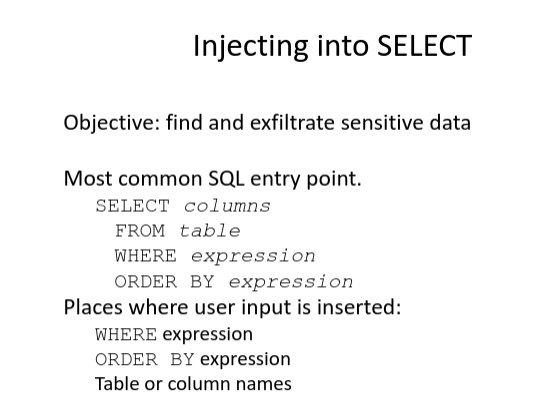 Injecting into SELECT
Objective: find and exfiltrate sensitive data
Most common SQL entry point.
SELECT columns
FROM table
WHERE expression
ORDER BY expression
Places where user input is inserted:
WHERE expression
ORDER BY expression
Table or column names